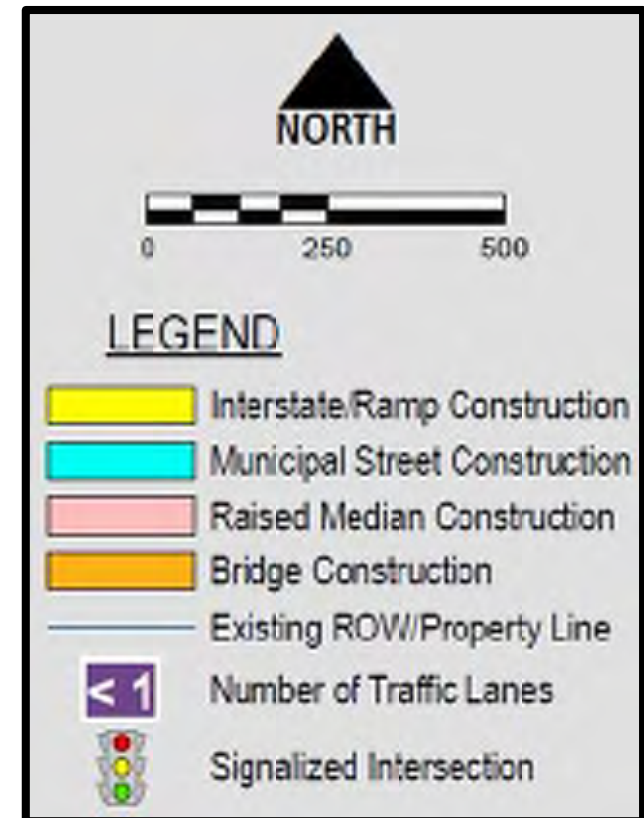 NORTH
0 250 500
LEGEND
Interstate/Ramp Construction
Municipal Street Construction
Raised Median Construction
Bridge Construction
Existing ROW/Property Line
< 1 Number of Traffic Lanes
Signalized Intersection